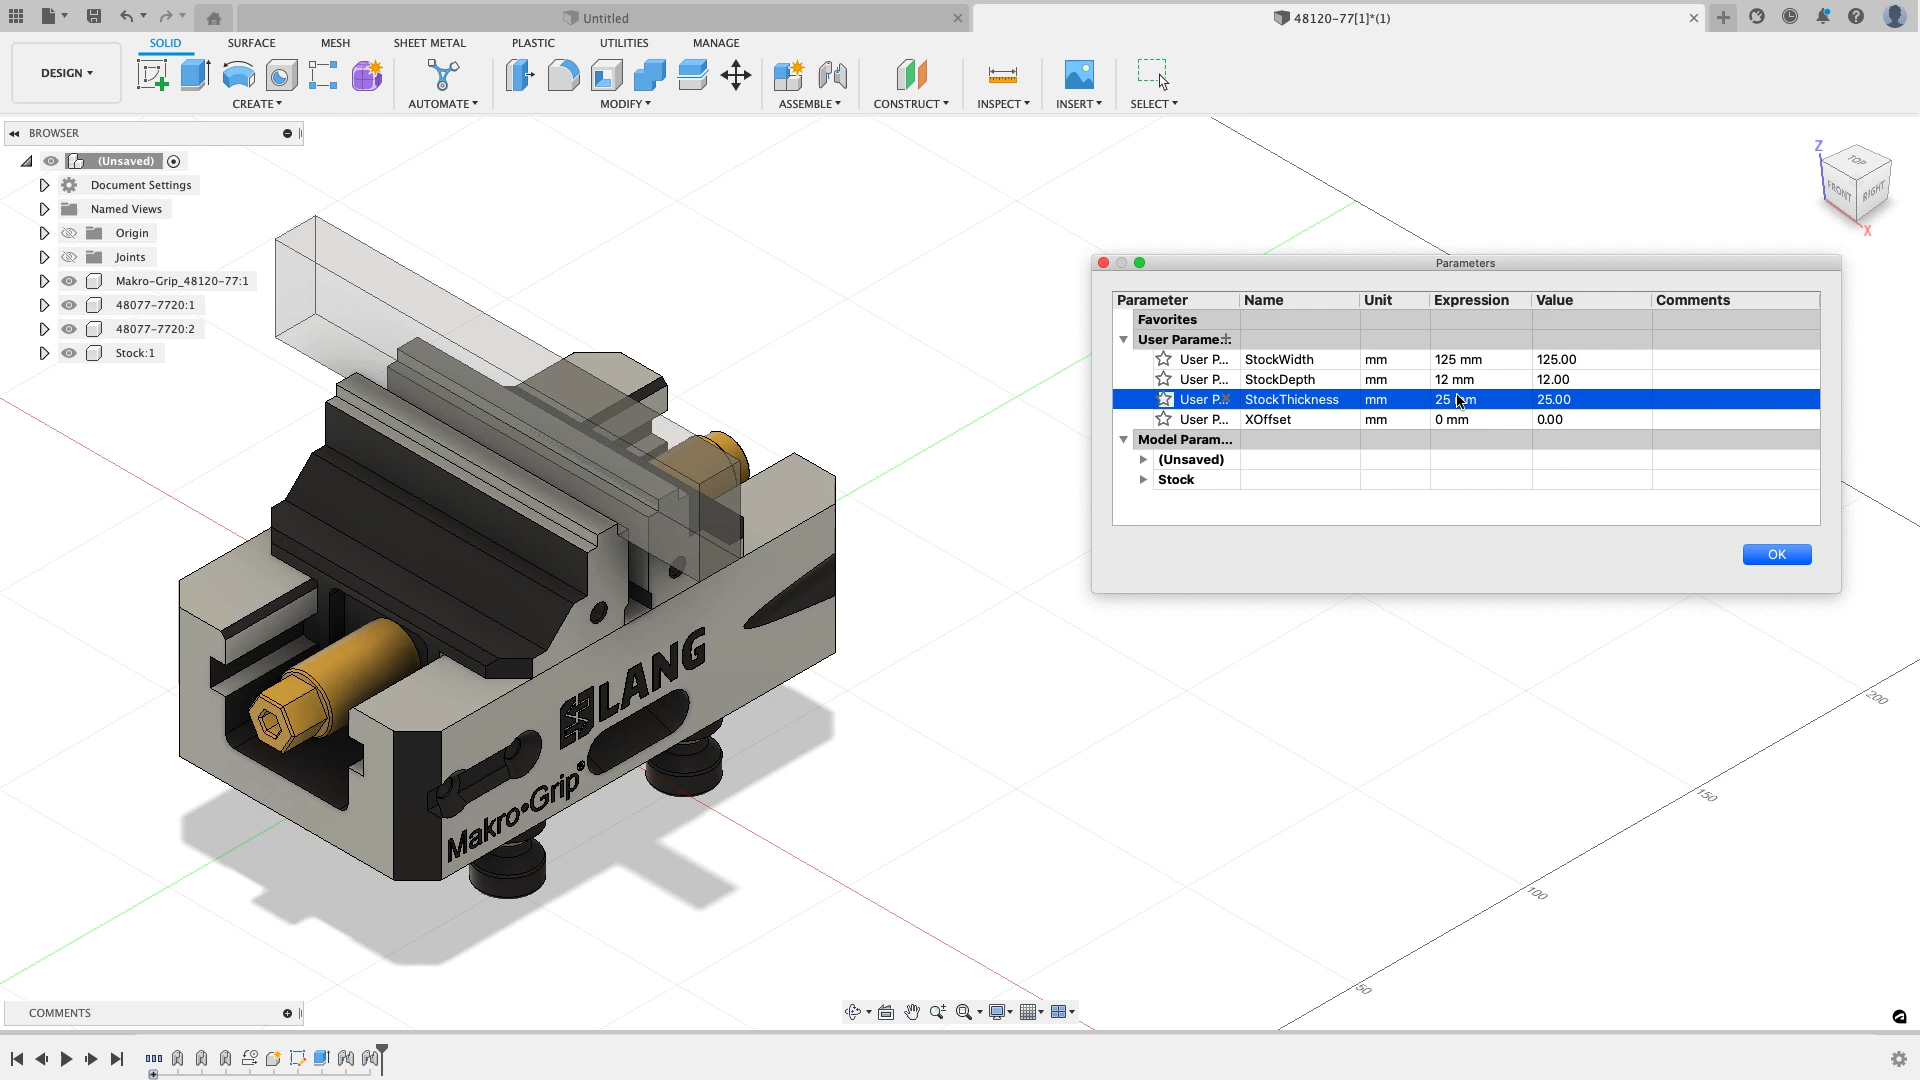 Untitled
48120-77[1]*(1)
SOLID
SURFACE
MESH
SHEET METAL
PLASTIC
UTILITIES
MANAGE
DESIGN
CREATE
AUTOMATE
MODIFY
ASSEMBLE
CONSTRUCT
INSPECT
INSERT
SELECT
BROWSER
(Unsaved)
Document Settings
Named Views
Origin
Joints
Makro-Grip_48120-77:1
48077-7720:1
48077-7720:2
Stock:1
Z
TOP
FRONT
RIGHT
X
Parameters
Parameter Name Unit Expression Value Comments
Favorites
User Parame...
User P... StockWidth mm 125 mm 125.00
User P... StockDepth mm 12 mm 12.00
User P... StockThickness mm 25 mm 25.00
User P... XOffset mm 0 mm 0.00
Model Param...
(Unsaved)
Stock
OK
LANG
Makro•Grip®
200
150
100
50
COMMENTS